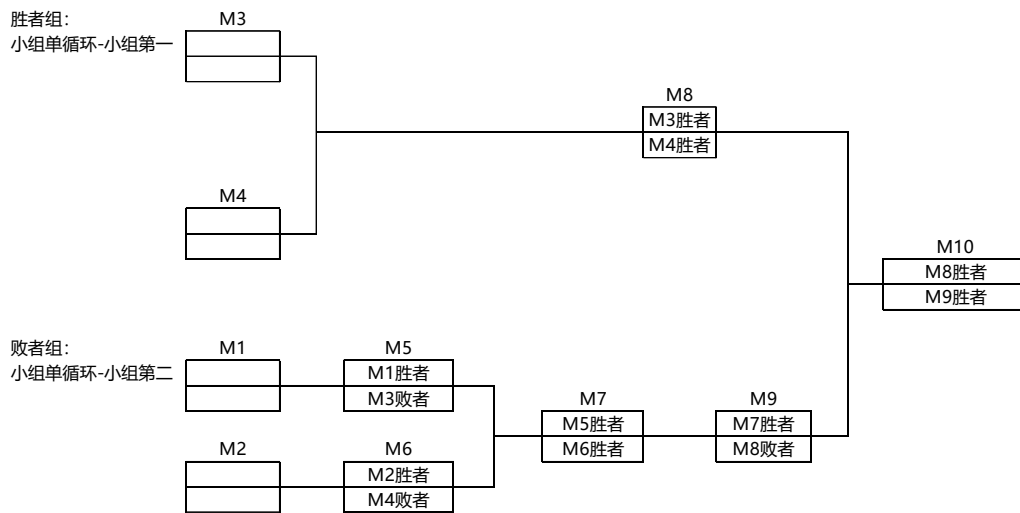 胜者组：
小组单循环-小组第一
M3
M4
M8
M3胜者
M4胜者
M10
M8胜者
M9胜者
败者组：
小组单循环-小组第二
M1
M2
M5
M1胜者
M3败者
M6
M2胜者
M4败者
M7
M5胜者
M6胜者
M9
M7胜者
M8败者